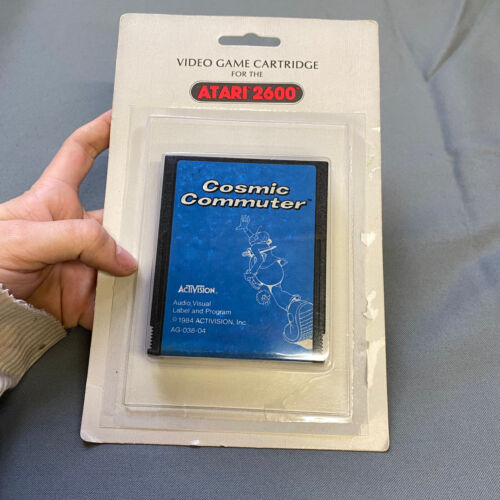 VIDEO GAME CARTRIDGE
FOR THE
ATARI 2600
Cosmic
Commuter™
ACTIVISION®
Audio Visual
Label and Program
© 1984 ACTIVISION, Inc.
AG-038-04